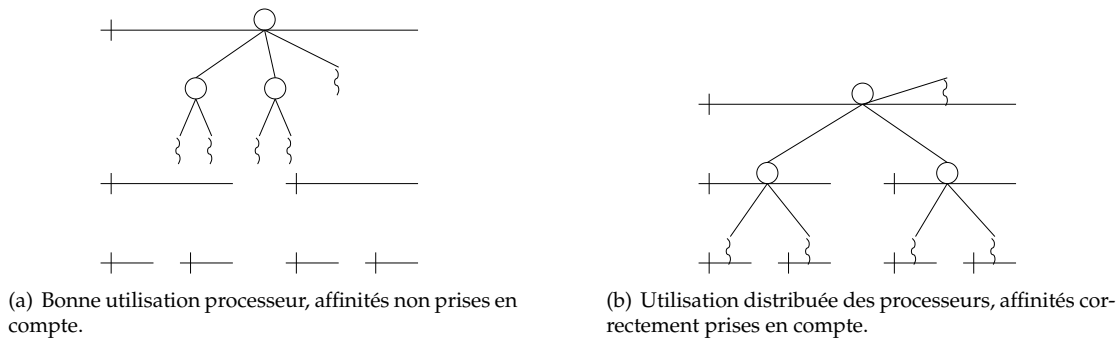 (a) Bonne utilisation processeur, affinités non prises en
compte.
(b) Utilisation distribuée des processeurs, affinités cor-
rectement prises en compte.